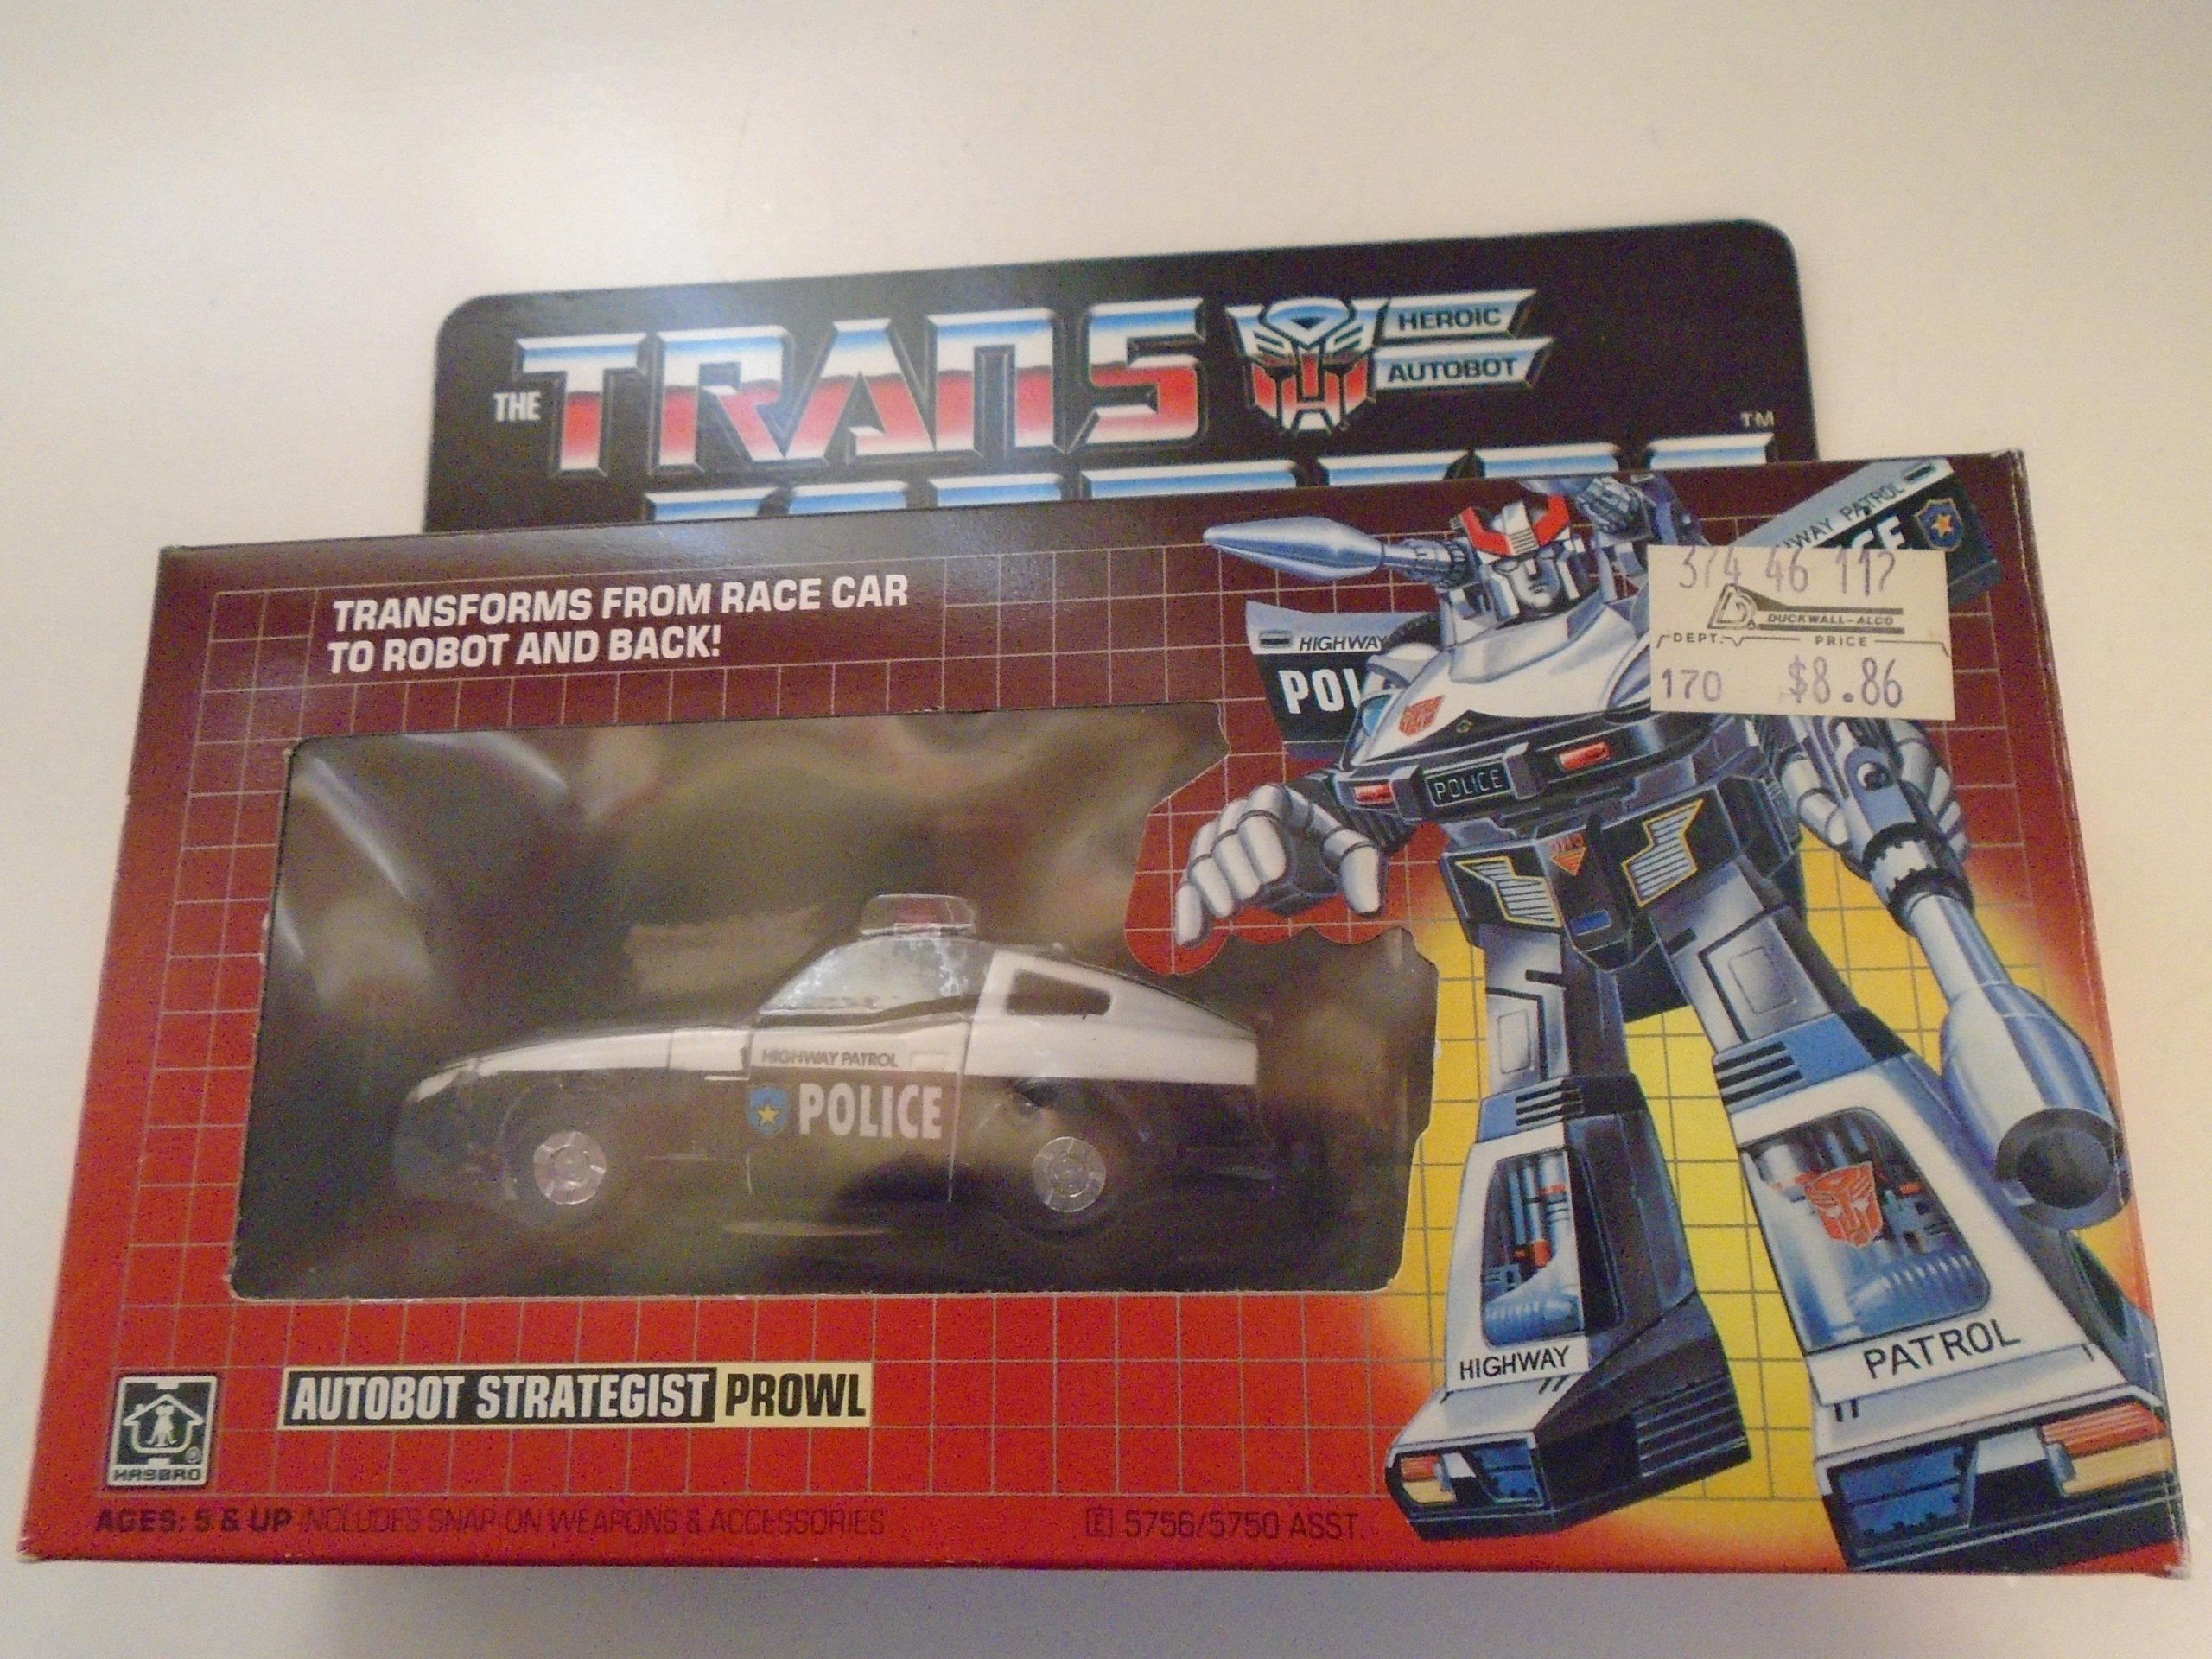 THE TRANS
HEROIC
AUTOBOT
TM
TRANSFORMS FROM RACE CAR
TO ROBOT AND BACK!
HIGHWAY
POLI
PATROL
374 46 117
DUCKWALL-ALCO
DEPT. PRICE
170 $8.86
POLICE
HIGHWAY PATROL
POLICE
HIGHWAY
PATROL
AUTOBOT STRATEGIST PROWL
HASBRO ®
AGES: 5 & UP INCLUDES SNAP-ON WEAPONS & ACCESSORIES
E 5756/5750 ASST.